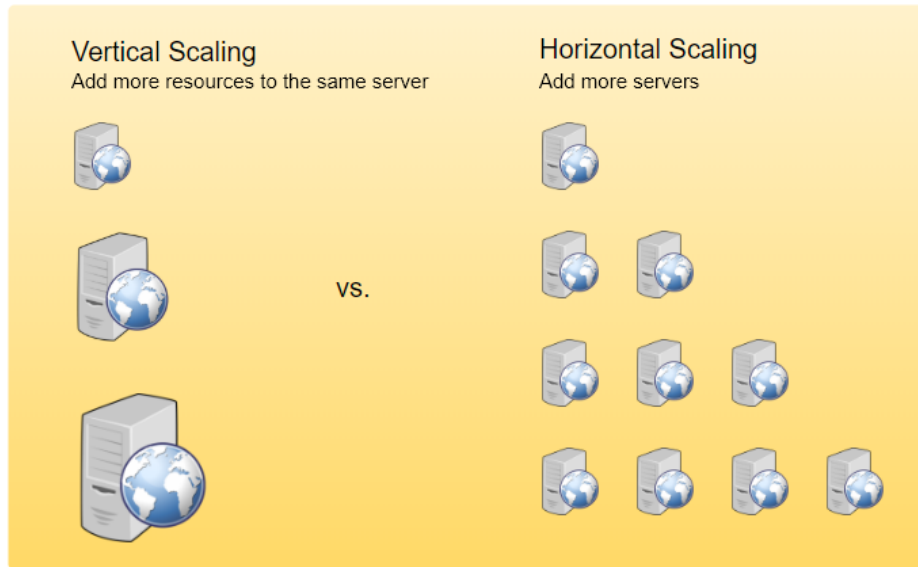 Vertical Scaling
Add more resources to the same server
vs.
Horizontal Scaling
Add more servers